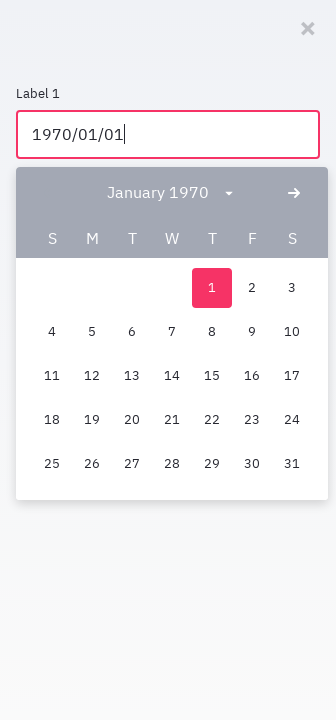 Label 1
1970/01/01
January 1970
S M T W T F S
1 2 3
4 5 6 7 8 9 10
11 12 13 14 15 16 17
18 19 20 21 22 23 24
25 26 27 28 29 30 31